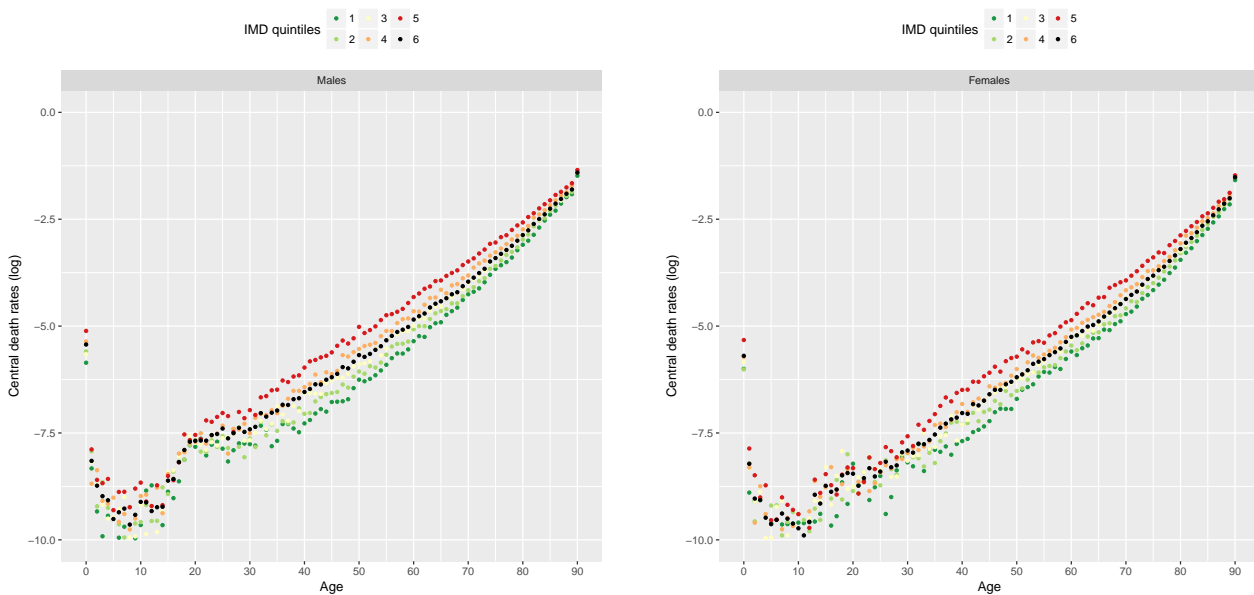 IMD quintiles 1 3 5
2 4 6
Males
0.0
−2.5
−5.0
−7.5
−10.0
Central death rates (log)
0 10 20 30 40 50 60 70 80 90
Age
IMD quintiles 1 3 5
2 4 6
Females
0.0
−2.5
−5.0
−7.5
−10.0
Central death rates (log)
0 10 20 30 40 50 60 70 80 90
Age